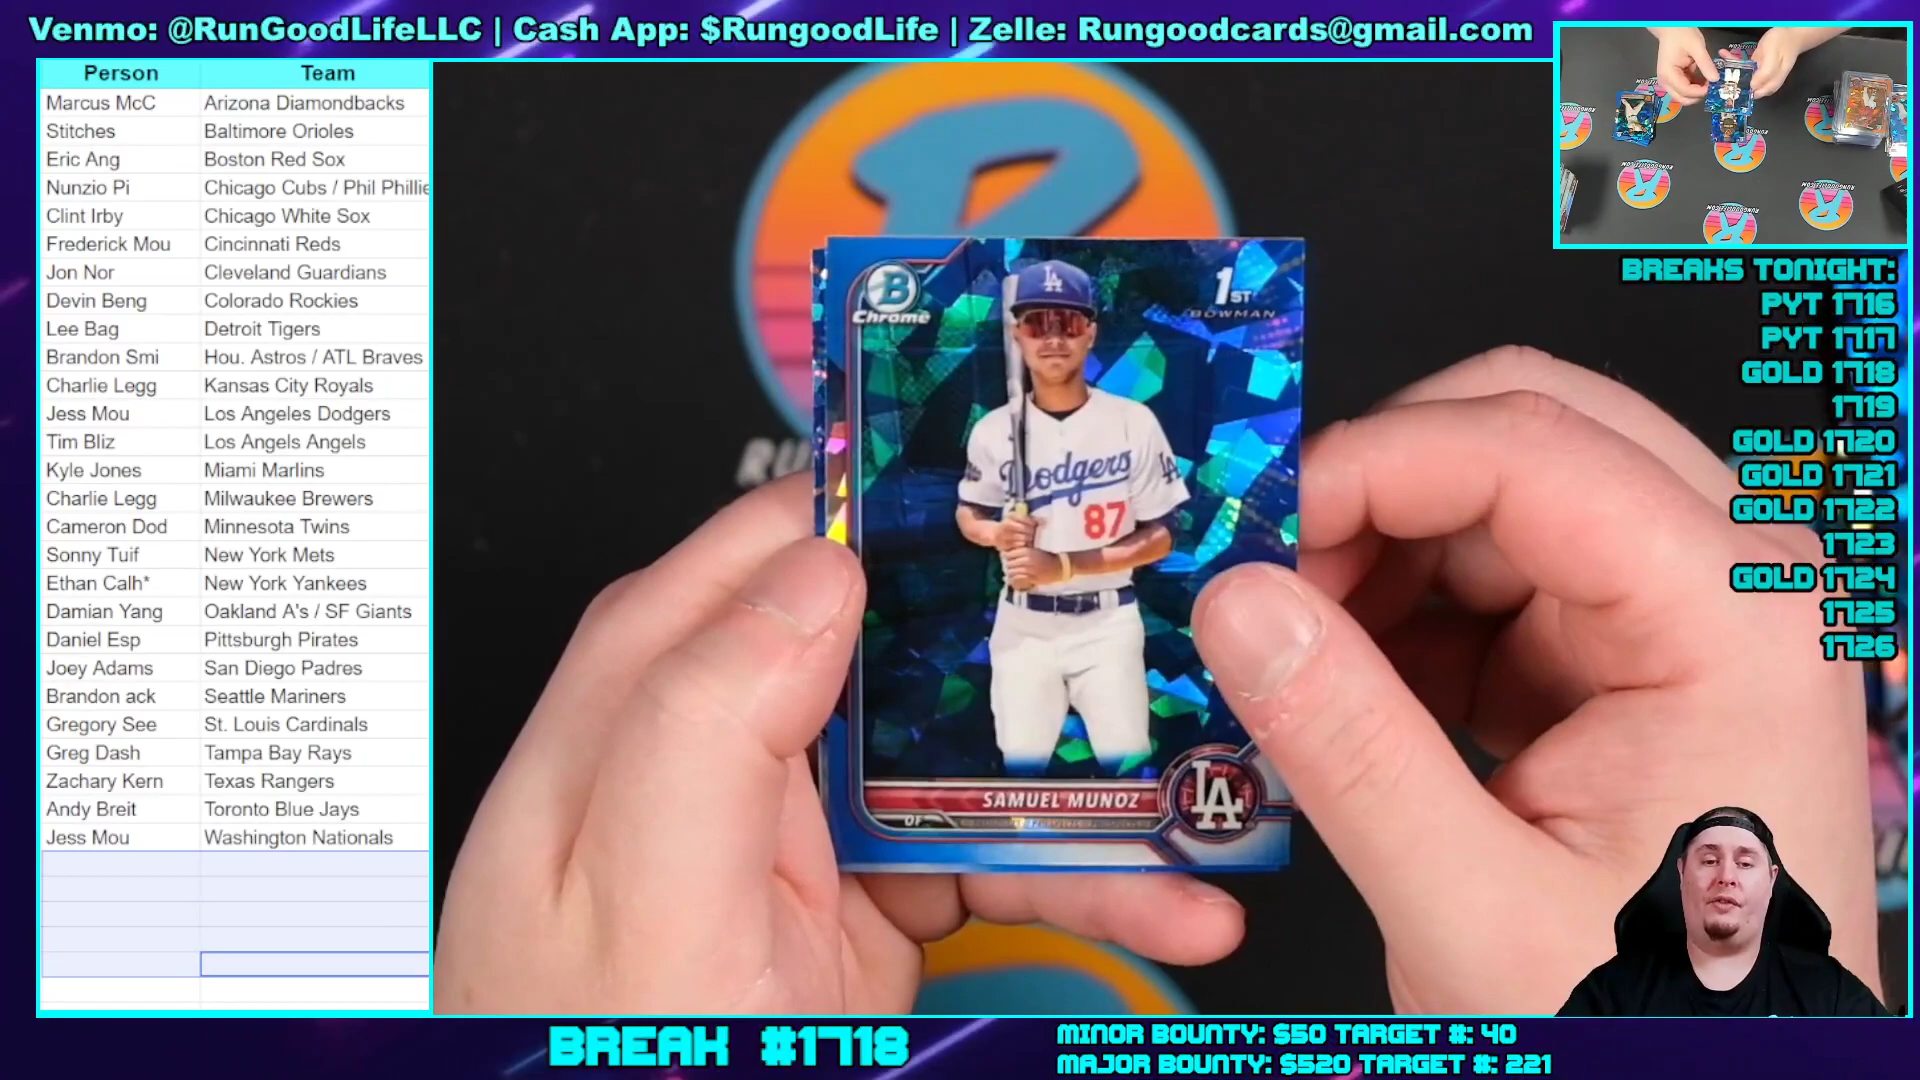 Venmo: @RunGoodLifeLLC | Cash App: $RungoodLife | Zelle: Rungoodcards@gmail.com
Person Team
Marcus McC Arizona Diamondbacks
Stitches Baltimore Orioles
Eric Ang Boston Red Sox
Nunzio Pi Chicago Cubs / Phil Phillie
Clint Irby Chicago White Sox
Frederick Mou Cincinnati Reds
Jon Nor Cleveland Guardians
Devin Beng Colorado Rockies
Lee Bag Detroit Tigers
Brandon Smi Hou. Astros / ATL Braves
Charlie Legg Kansas City Royals
Jess Mou Los Angeles Dodgers
Tim Bliz Los Angels Angels
Kyle Jones Miami Marlins
Charlie Legg Milwaukee Brewers
Cameron Dod Minnesota Twins
Sonny Tuif New York Mets
Ethan Calh* New York Yankees
Damian Yang Oakland A's / SF Giants
Daniel Esp Pittsburgh Pirates
Joey Adams San Diego Padres
Brandon ack Seattle Mariners
Gregory See St. Louis Cardinals
Greg Dash Tampa Bay Rays
Zachary Kern Texas Rangers
Andy Breit Toronto Blue Jays
Jess Mou Washington Nationals
B
Chrome
1ST
BOWMAN
LA
Dodgers
LA
87
SAMUEL MUNOZ
OF
LA
BREAKS TONIGHT:
PYT 1716
PYT 1717
GOLD 1718
1719
GOLD 1720
GOLD 1721
GOLD 1722
1723
GOLD 1724
1725
1726
BREAK #1718
MINOR BOUNTY: $50 TARGET #: 40
MAJOR BOUNTY: $520 TARGET #: 221